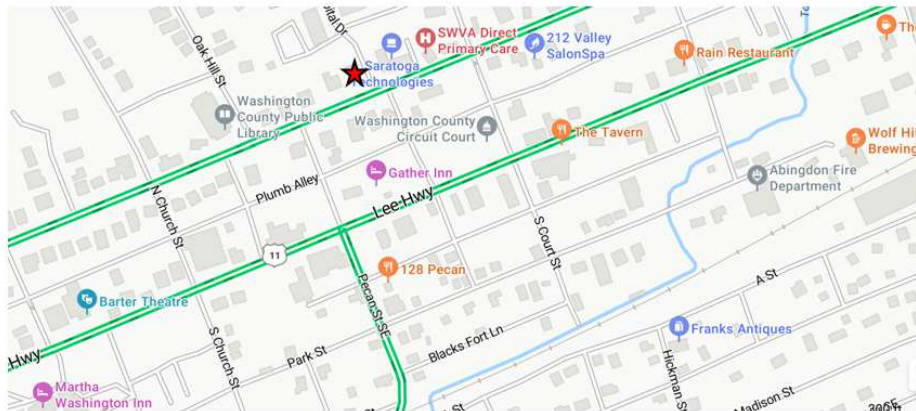 SWVA Direct
Primary Care
212 Valley
SalonSpa
Rain Restaurant
Oak Hill St
Saratoga
Technologies
Washington
County Public
Library
Washington County
Circuit Court
The Tavern
Wolf Hi
Brewing
Abingdon Fire
Department
Plumb Alley
Gather Inn
Lee Hwy
N Church St
S Court St
11
128 Pecan
Pecan St SE
A St
Barter Theatre
S Church St
Park St
Blacks Fort Ln
Franks Antiques
Hwy
Hickman St
Martha
Washington Inn
Madison St